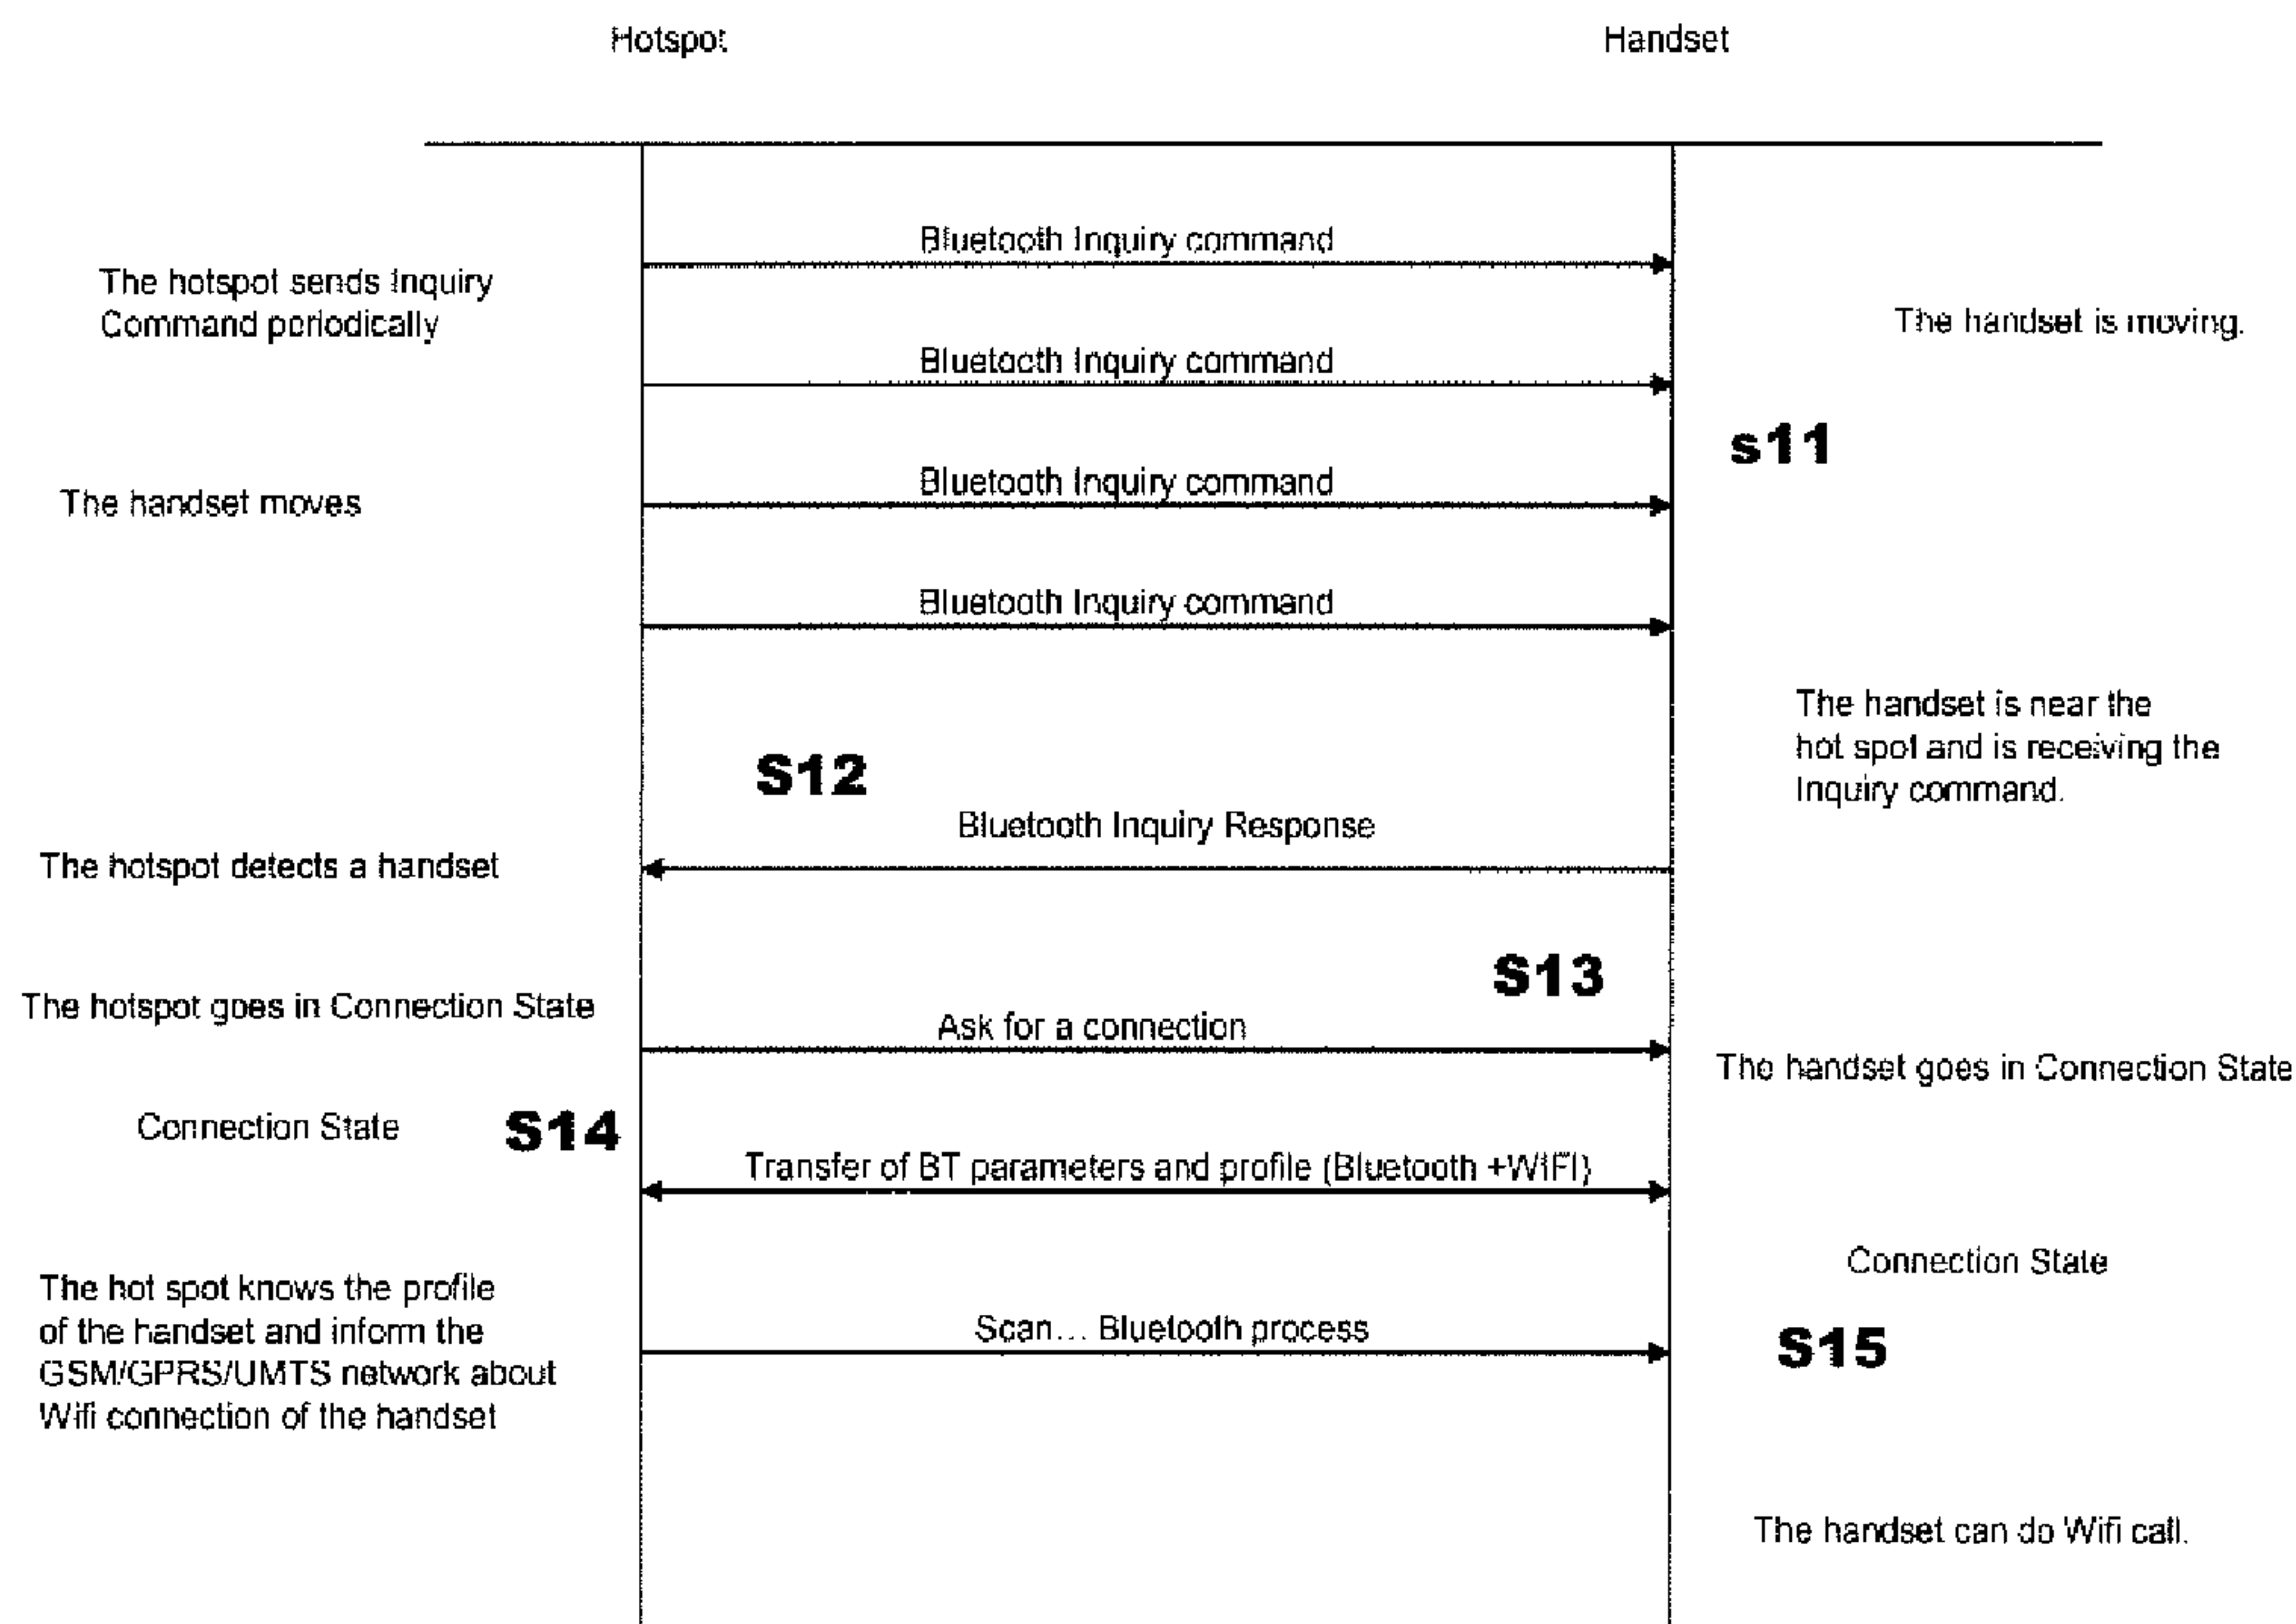 Hotspot
Handset
Bluetooth Inquiry command
The hotspot sends Inquiry
Command periodically
The handset is moving.
Bluetooth Inquiry command
s11
Bluetooth Inquiry command
The handset moves
Bluetooth Inquiry command
The handset is near the
hot spot and is receiving the
Inquiry command.
S12
Bluetooth Inquiry Response
The hotspot detects a handset
S13
The hotspot goes in Connection State
Ask for a connection
The handset goes in Connection State
Connection State
S14
Transfer of BT parameters and profile (Bluetooth +WIFI)
Connection State
The hot spot knows the profile
of the handset and inform the
GSM/GPRS/UMTS network about
Wifi connection of the handset
Scan... Bluetooth process
S15
The handset can do Wifi call.